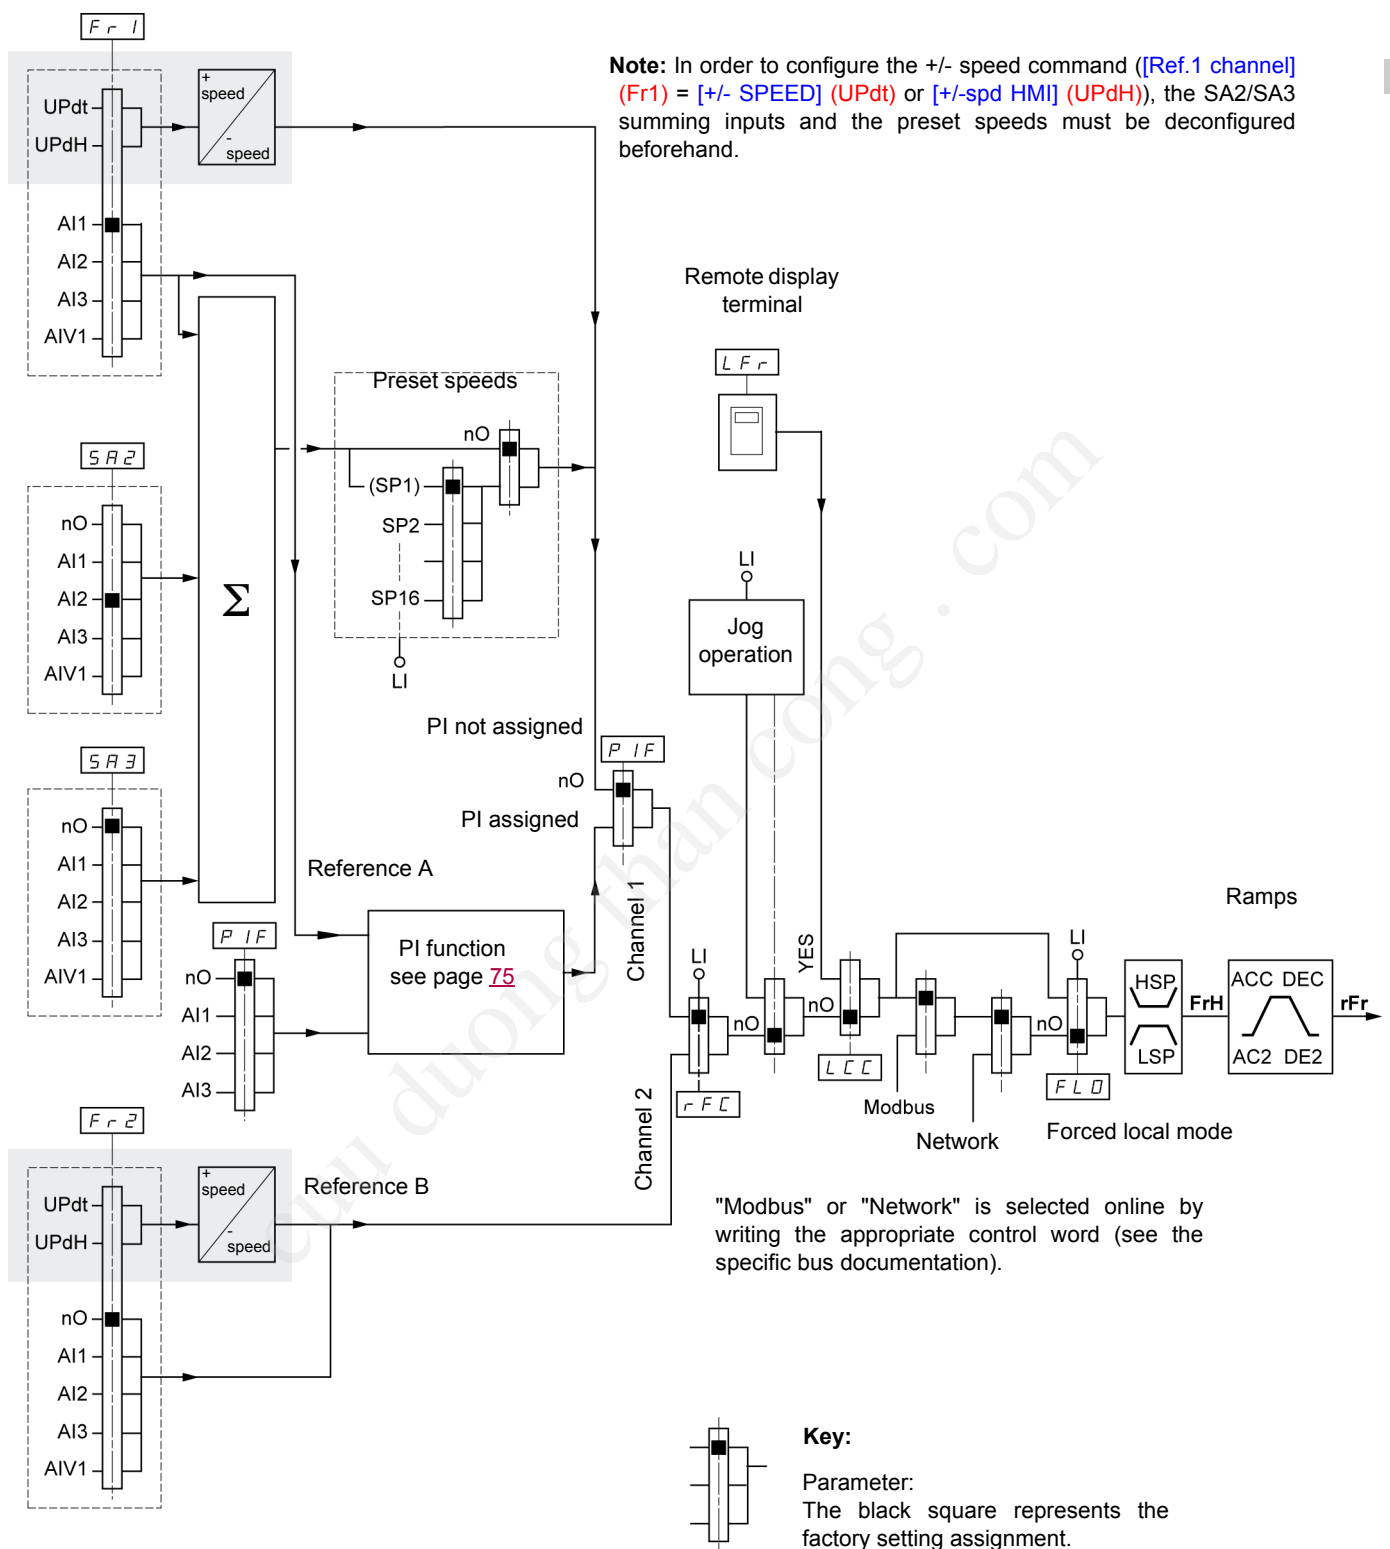 Fr1
Note: In order to configure the +/- speed command ([Ref.1 channel]
(Fr1) = [+/- SPEED] (UPdt) or [+/-spd HMI] (UPdH)), the SA2/SA3
summing inputs and the preset speeds must be deconfigured
beforehand.
UPdt
UPdH
+
speed
-
speed
AI1
AI2
AI3
AIV1
Remote display
terminal
LFr
Preset speeds
nO
(SP1)
SP2
SP16
LI
SA2
nO
AI1
AI2
AI3
AIV1
Σ
LI
Jog
operation
PI not assigned
PIF
nO
PI assigned
SA3
nO
AI1
AI2
AI3
AIV1
Reference A
PIF
nO
AI1
AI2
AI3
PI function
see page 75
Channel 1
LI
nO
rFC
Channel 2
YES
nO
LCC
Modbus
Network
nO
LI
FLO
Forced local mode
Ramps
HSP
LSP
FrH
ACC DEC
AC2 DE2
rFr
Fr2
UPdt
UPdH
+
speed
-
speed
Reference B
nO
AI1
AI2
AI3
AIV1
"Modbus" or "Network" is selected online by
writing the appropriate control word (see the
specific bus documentation).
Key:
Parameter:
The black square represents the
factory setting assignment.
cuu duong than cong . com